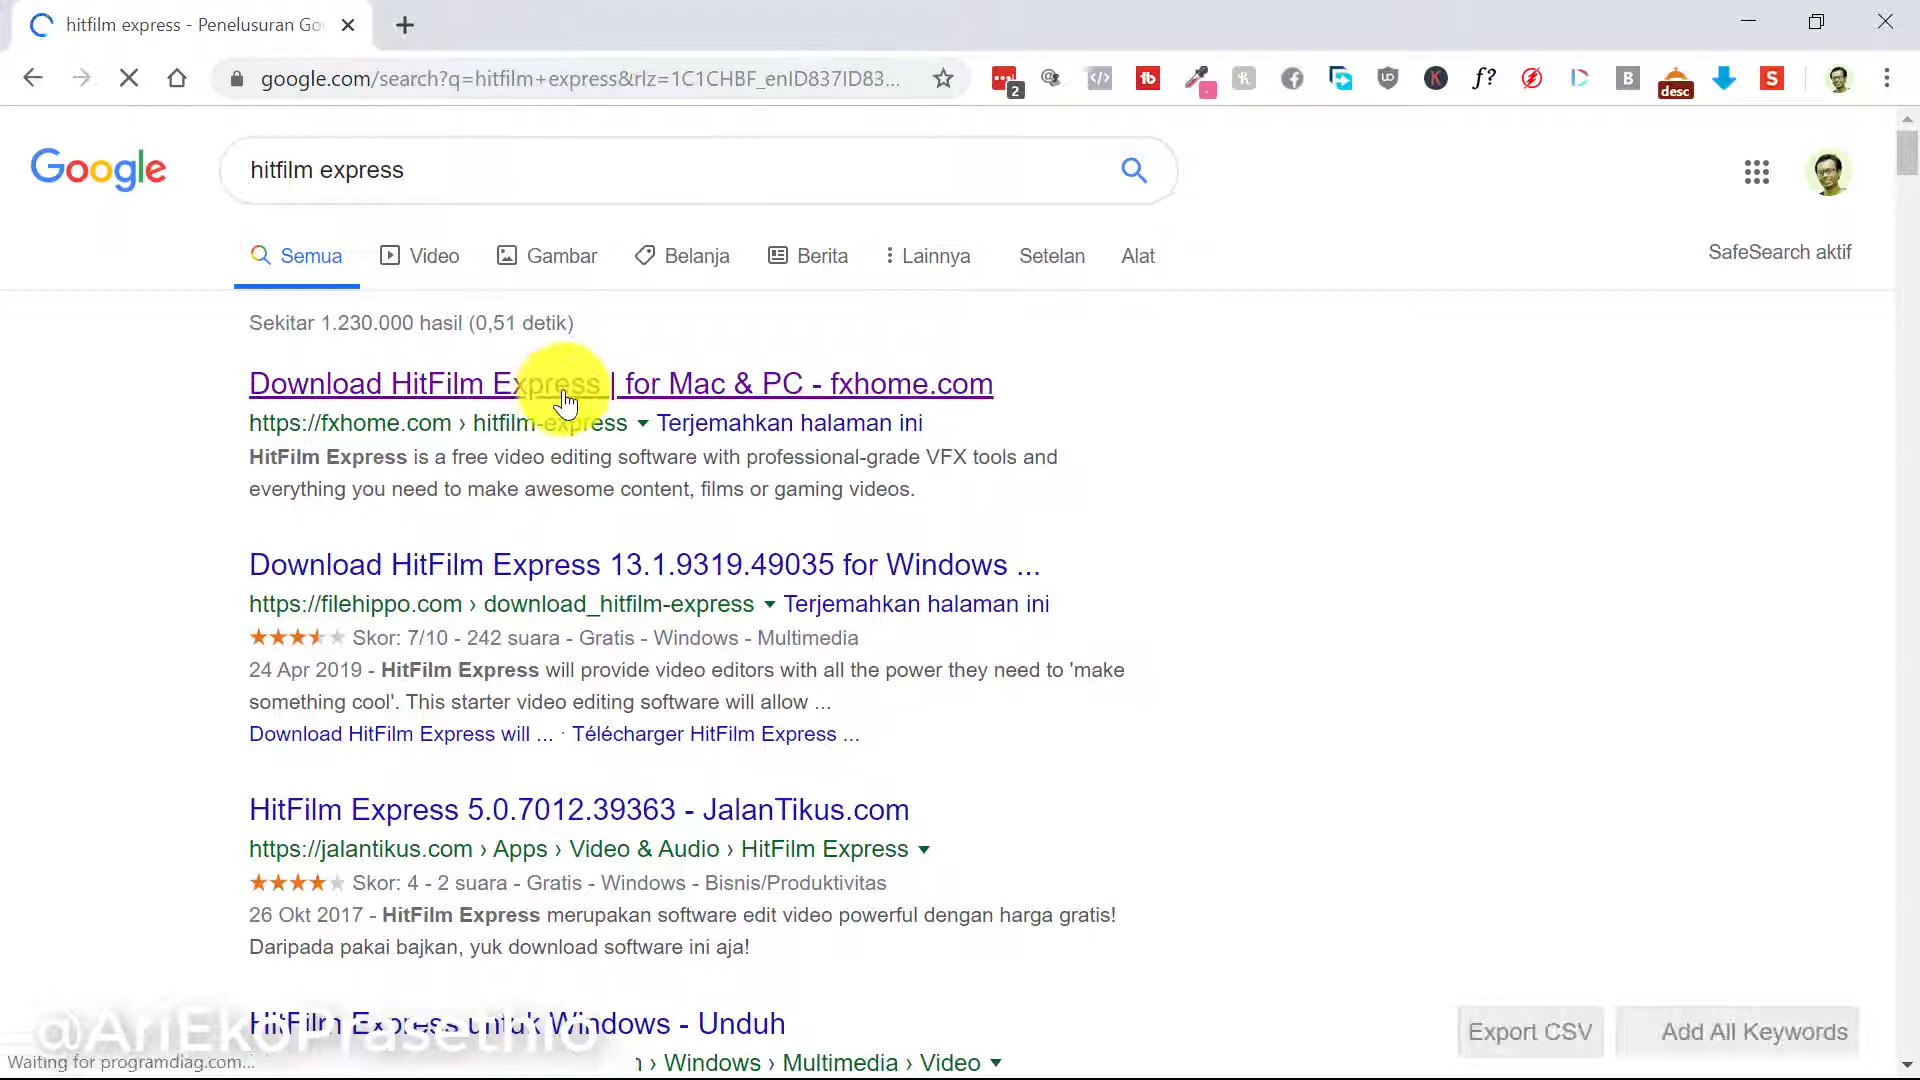 hitfilm express - Penelusuran Go
google.com/search?q=hitfilm+express&rlz=1C1CHBF_enID837ID83...
2
f?
B
desc
S
Google
hitfilm express
Semua
Video
Gambar
Belanja
Berita
Lainnya
Setelan
Alat
SafeSearch aktif
Sekitar 1.230.000 hasil (0,51 detik)
Download HitFilm Express | for Mac & PC - fxhome.com
https://fxhome.com › hitfilm-express Terjemahkan halaman ini
HitFilm Express is a free video editing software with professional-grade VFX tools and
everything you need to make awesome content, films or gaming videos.
Download HitFilm Express 13.1.9319.49035 for Windows ...
https://filehippo.com › download_hitfilm-express Terjemahkan halaman ini
Skor: 7/10 - 242 suara - Gratis - Windows - Multimedia
24 Apr 2019 - HitFilm Express will provide video editors with all the power they need to 'make
something cool'. This starter video editing software will allow ...
Download HitFilm Express will ... · Télécharger HitFilm Express ...
HitFilm Express 5.0.7012.39363 - JalanTikus.com
https://jalantikus.com › Apps › Video & Audio › HitFilm Express
Skor: 4 - 2 suara - Gratis - Windows - Bisnis/Produktivitas
26 Okt 2017 - HitFilm Express merupakan software edit video powerful dengan harga gratis!
Daripada pakai bajkan, yuk download software ini aja!
HitFilm Express untuk Windows - Unduh
@AriEkoPrasethio
› Windows › Multimedia › Video
Waiting for programdiag.com...
Export CSV
Add All Keywords